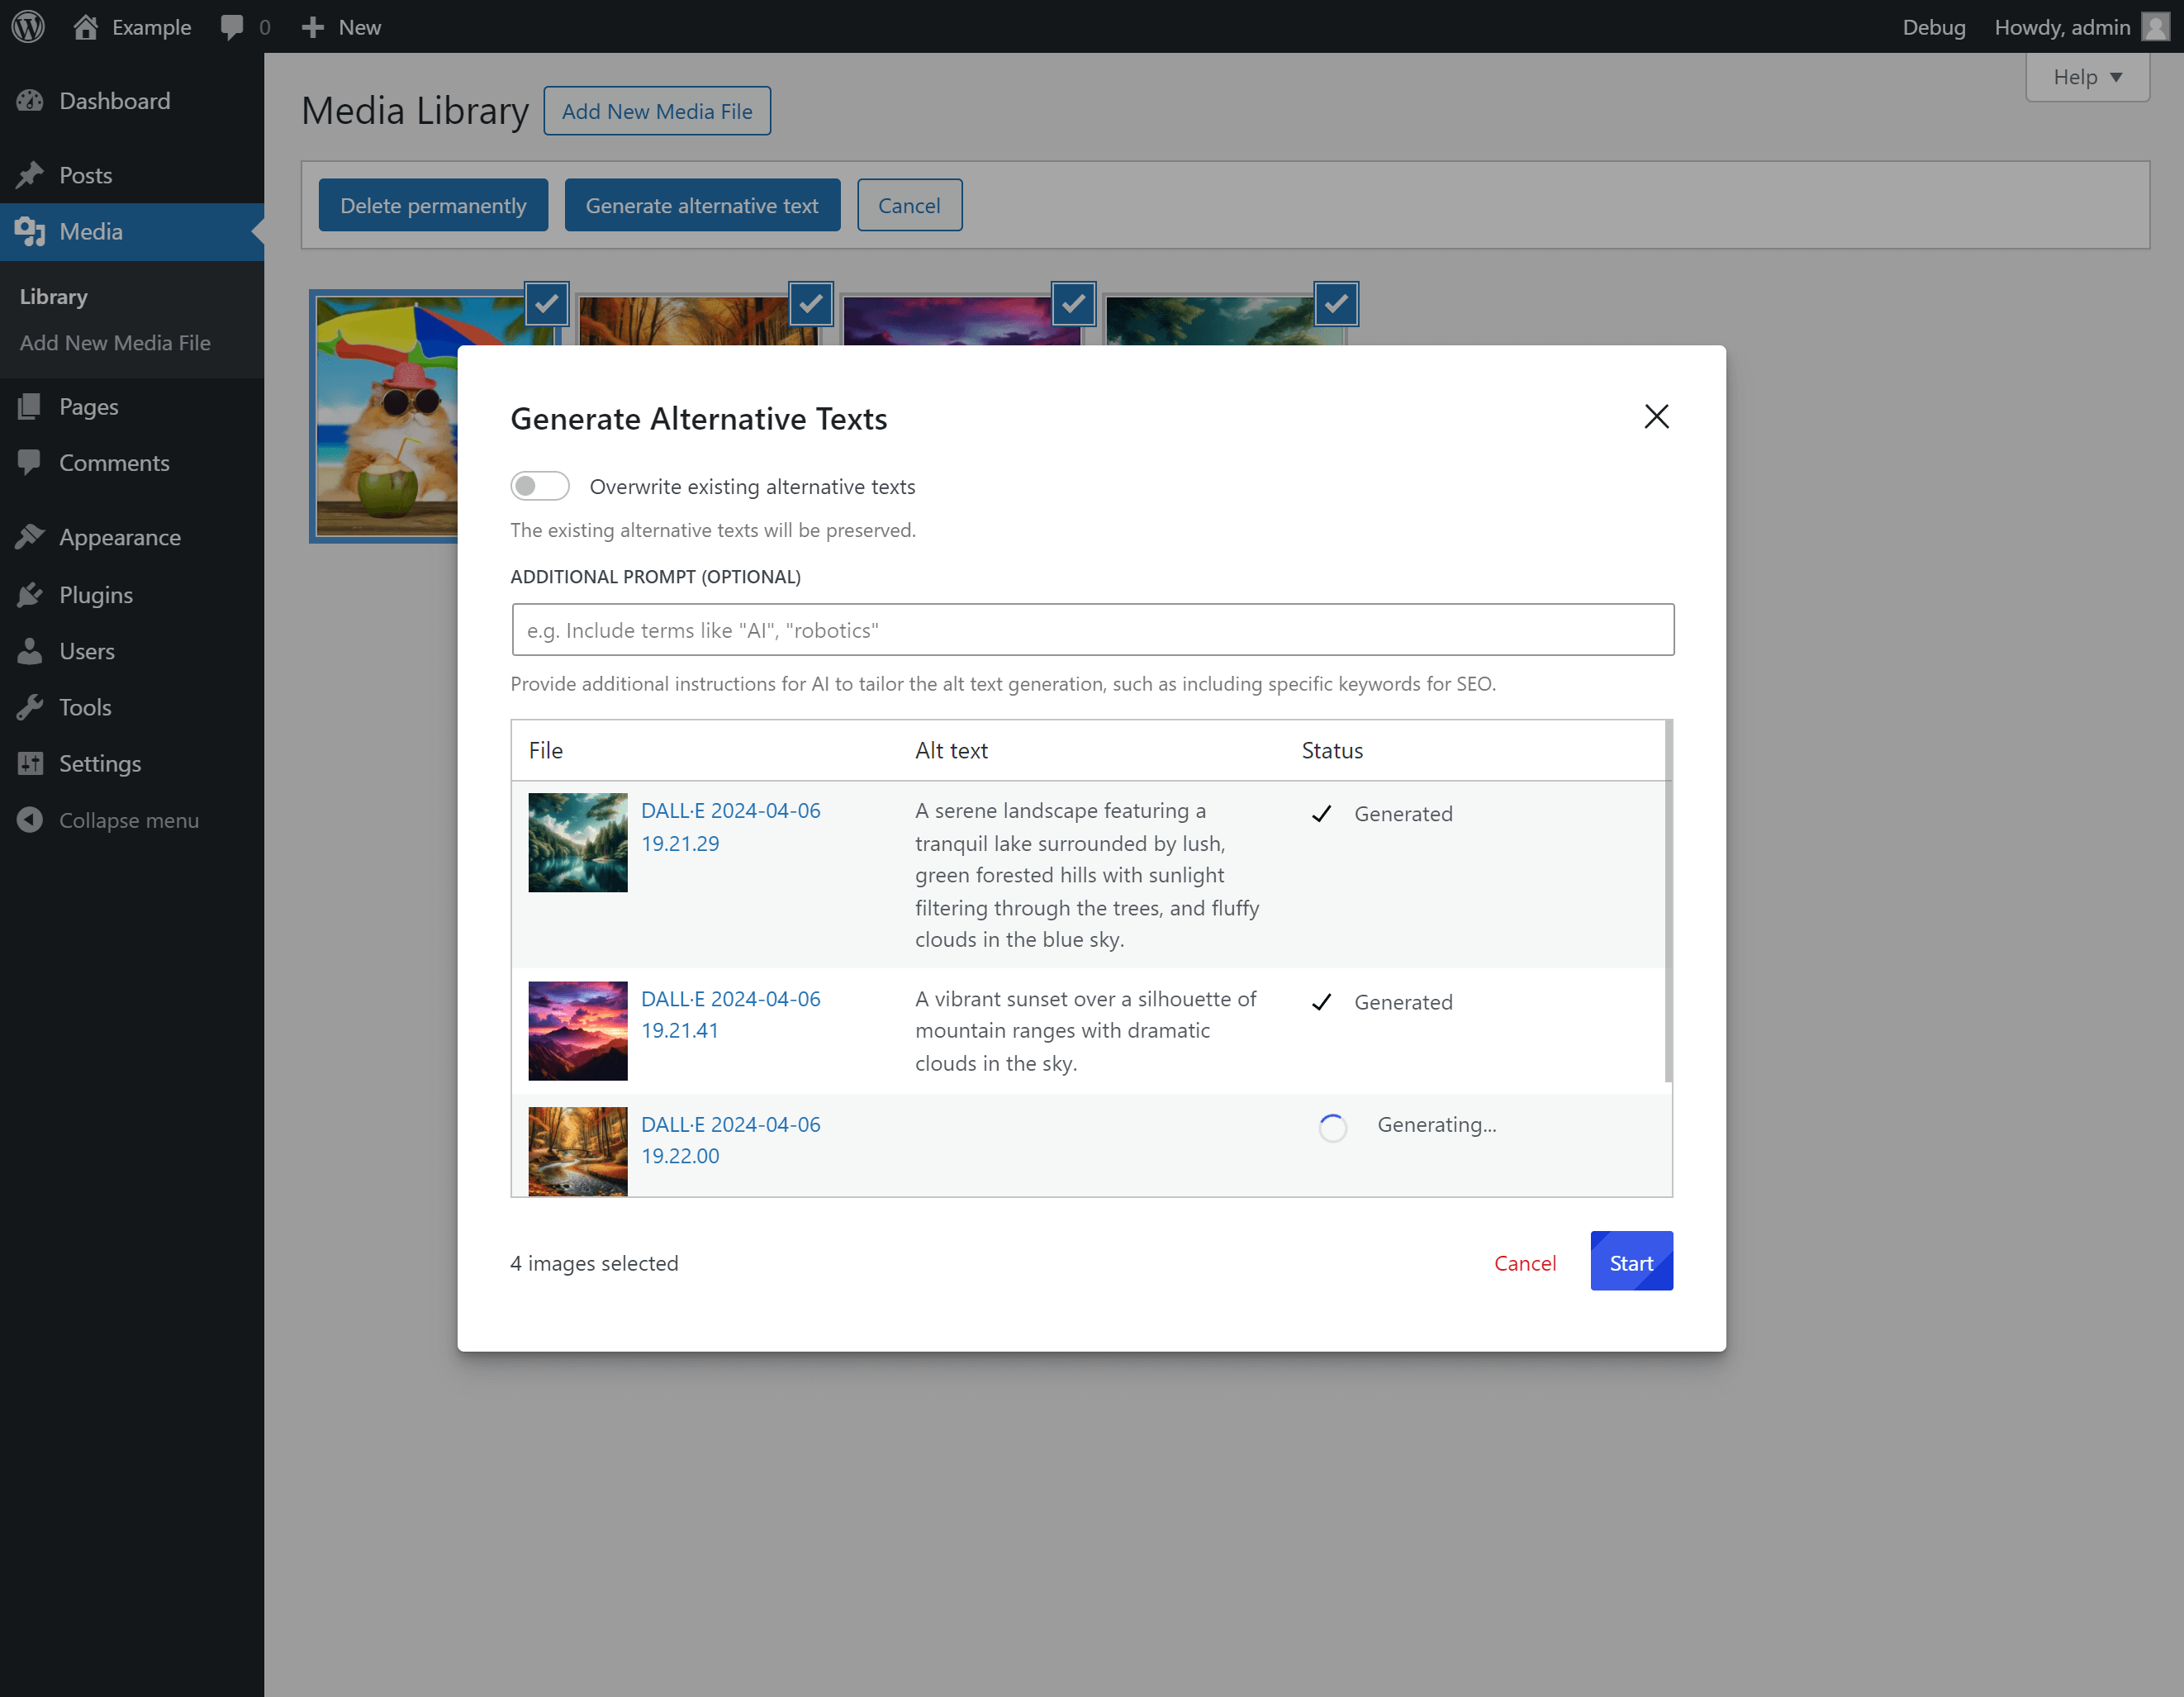 Example
0
New
Debug
Howdy, admin
Dashboard
Posts
Media
Library
Add New Media File
Pages
Comments
Appearance
Plugins
Users
Tools
Settings
Collapse menu
Help
Media Library
Add New Media File
Delete permanently
Generate alternative text
Cancel
Generate Alternative Texts
Overwrite existing alternative texts
The existing alternative texts will be preserved.
ADDITIONAL PROMPT (OPTIONAL)
e.g. Include terms like "AI", "robotics"
Provide additional instructions for AI to tailor the alt text generation, such as including specific keywords for SEO.
File
Alt text
Status
DALL·E 2024-04-06
19.21.29
A serene landscape featuring a
tranquil lake surrounded by lush,
green forested hills with sunlight
filtering through the trees, and fluffy
clouds in the blue sky.
Generated
DALL·E 2024-04-06
19.21.41
A vibrant sunset over a silhouette of
mountain ranges with dramatic
clouds in the sky.
Generated
DALL·E 2024-04-06
19.22.00
Generating...
4 images selected
Cancel
Start